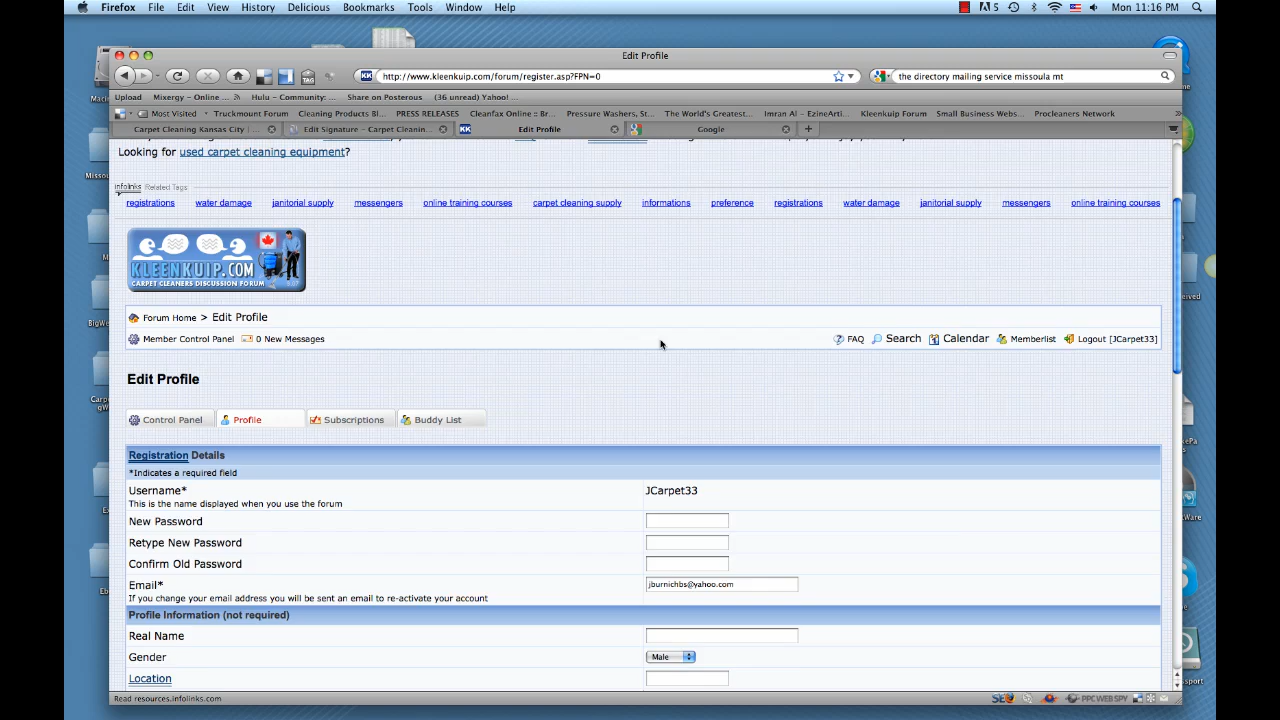 Firefox File Edit View History Delicious Bookmarks Tools Window Help 5 Mon 11:16 PM
Edit Profile
http://www.kleenkuip.com/forum/register.asp?FPN=0 the directory mailing service missoula mt
TAG
Upload Mixergy – Online ... Hulu – Community: ... Share on Posterous (36 unread) Yahoo! ...
Most Visited Truckmount Forum Cleaning Products Bl... PRESS RELEASES Cleanfax Online :: Br... Pressure Washers, St... The World's Greatest... Imran Al – EzineArti... Kleenkuip Forum Small Business Webs... Procleaners Network
Carpet Cleaning Kansas City | ... Edit Signature – Carpet Cleanin... Edit Profile Google
Looking for used carpet cleaning equipment?
infolinks Related Tags:
registrations water damage janitorial supply messengers online training courses carpet cleaning supply informations preference registrations water damage janitorial supply messengers online training courses
KLEENKUIP.COM
CARPET CLEANERS DISCUSSION FORUM
Forum Home > Edit Profile
Member Control Panel 0 New Messages FAQ Search Calendar Memberlist Logout [JCarpet33]
Edit Profile
Control Panel Profile Subscriptions Buddy List
Registration Details
*Indicates a required field
Username* JCarpet33
This is the name displayed when you use the forum
New Password
Retype New Password
Confirm Old Password
Email* jburnichbs@yahoo.com
If you change your email address you will be sent an email to re-activate your account
Profile Information (not required)
Real Name
Gender Male
Location
Read resources.infolinks.com PPC WEB SPY